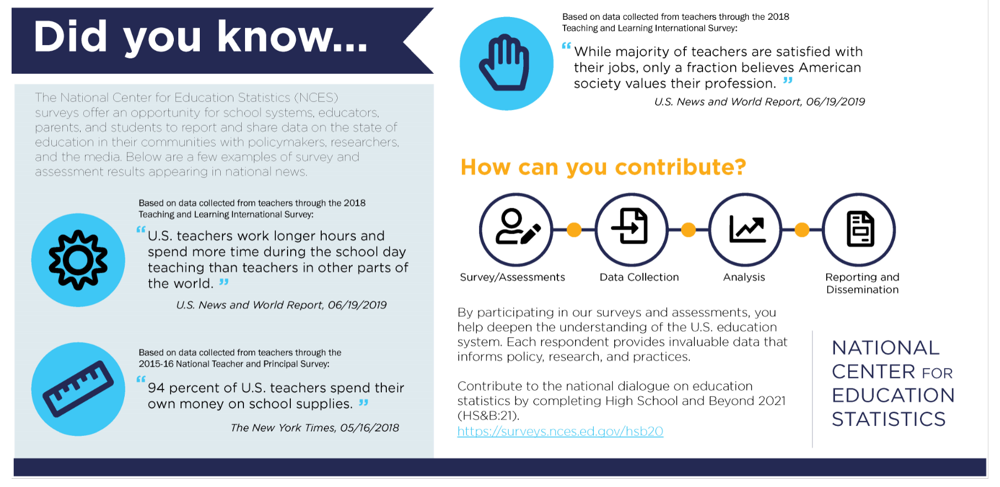 Did you know...
The National Center for Education Statistics (NCES)
surveys offer an opportunity for school systems, educators,
parents, and students to report and share data on the state of
education in their communities with policymakers, researchers,
and the media. Below are a few examples of survey and
assessment results appearing in national news.
Based on data collected from teachers through the 2018
Teaching and Learning International Survey:
“U.S. teachers work longer hours and
spend more time during the school day
teaching than teachers in other parts of
the world.”
U.S. News and World Report, 06/19/2019
Based on data collected from teachers through the
2015-16 National Teacher and Principal Survey:
“94 percent of U.S. teachers spend their
own money on school supplies.”
The New York Times, 05/16/2018
Based on data collected from teachers through the 2018
Teaching and Learning International Survey:
“While majority of teachers are satisfied with
their jobs, only a fraction believes American
society values their profession.”
U.S. News and World Report, 06/19/2019
How can you contribute?
Survey/Assessments
Data Collection
Analysis
Reporting and
Dissemination
By participating in our surveys and assessments, you
help deepen the understanding of the U.S. education
system. Each respondent provides invaluable data that
informs policy, research, and practices.
Contribute to the national dialogue on education
statistics by completing High School and Beyond 2021
(HS&B:21).
https://surveys.nces.ed.gov/hsb20
NATIONAL
CENTER FOR
EDUCATION
STATISTICS